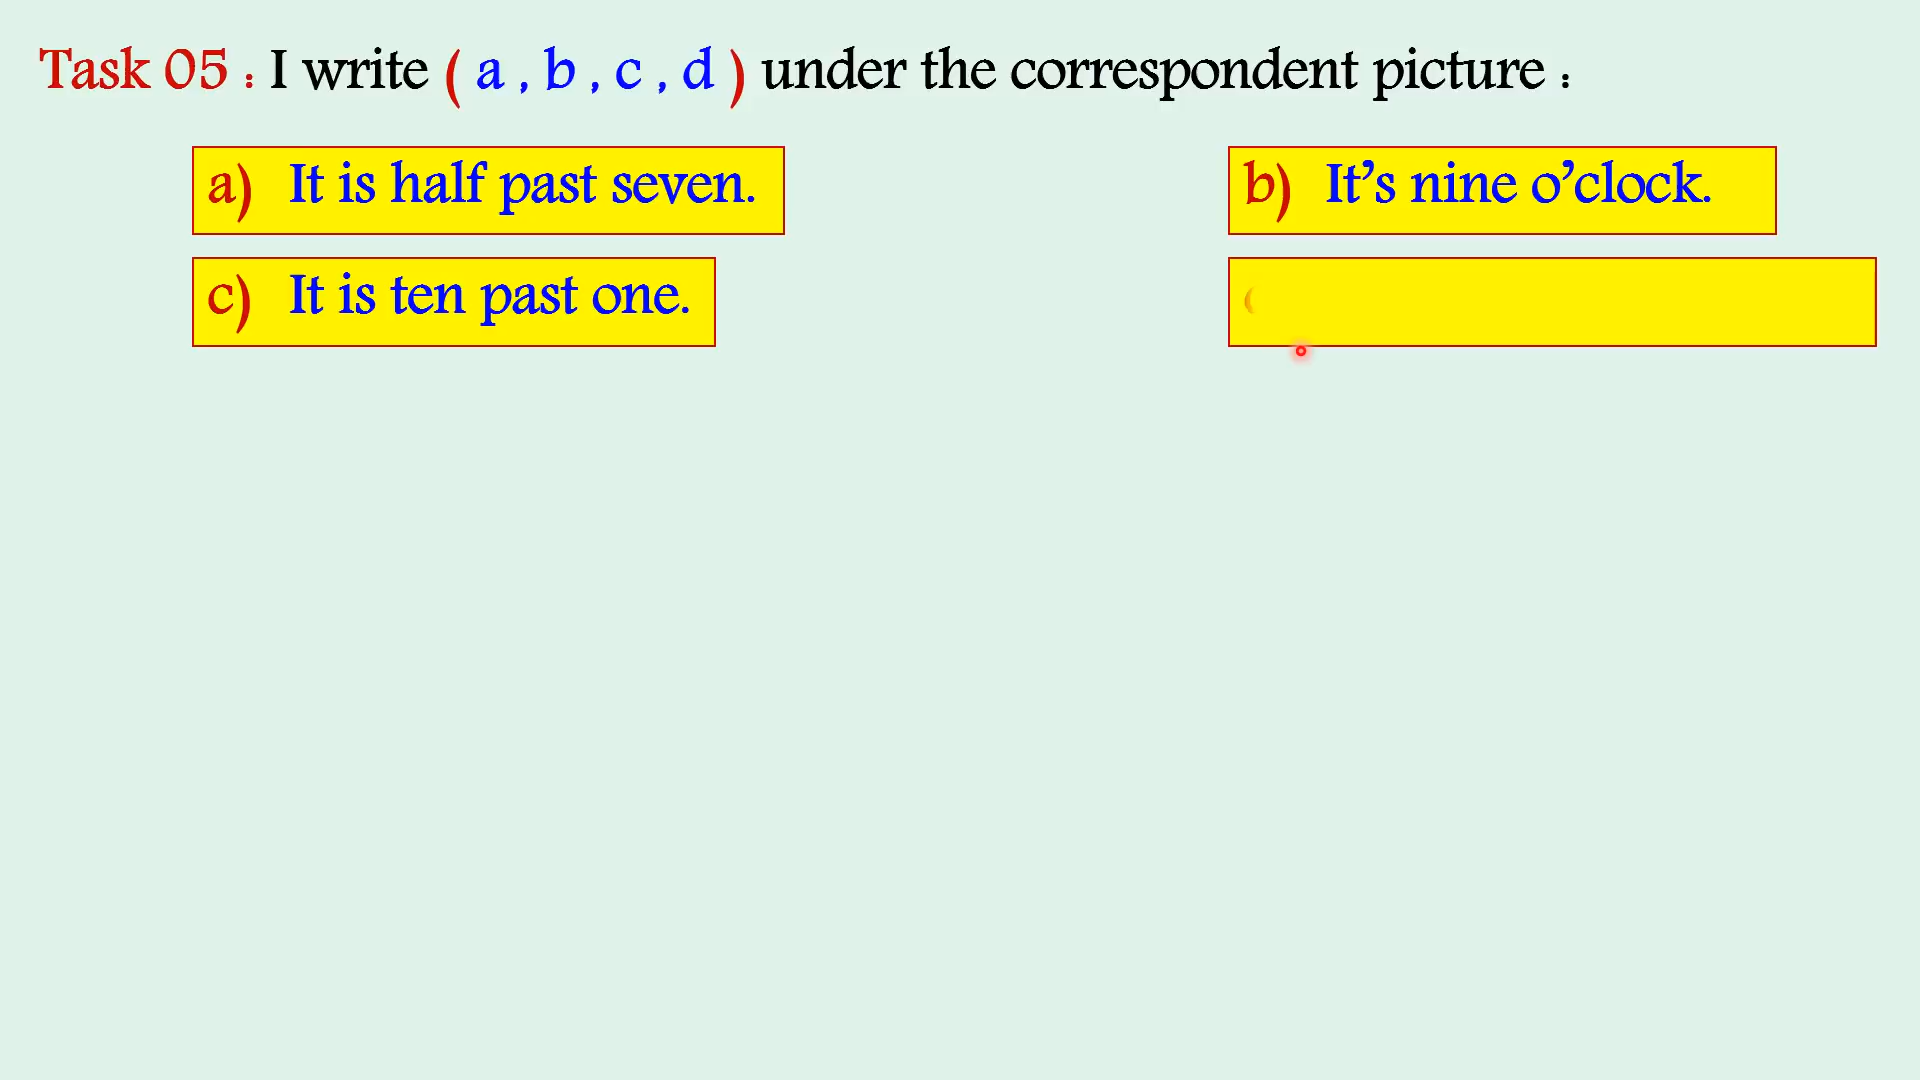 Task 05 : I write ( a , b , c , d ) under the correspondent picture :
a) It is half past seven.
b) It’s nine o’clock.
c) It is ten past one.